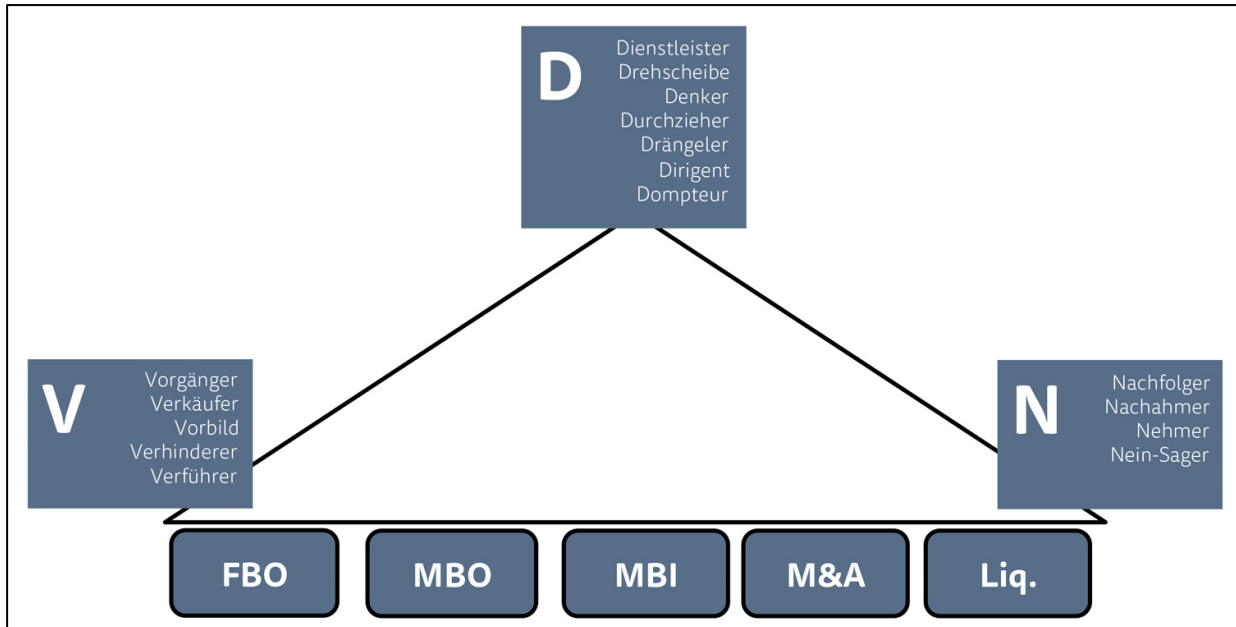 D
Dienstleister
Drehscheibe
Denker
Durchzieher
Drängeler
Dirigent
Dompteur
V
Vorgänger
Verkäufer
Vorbild
Verhinderer
Verführer
N
Nachfolger
Nachahmer
Nehmer
Nein-Sager
FBO
MBO
MBI
M&A
Liq.